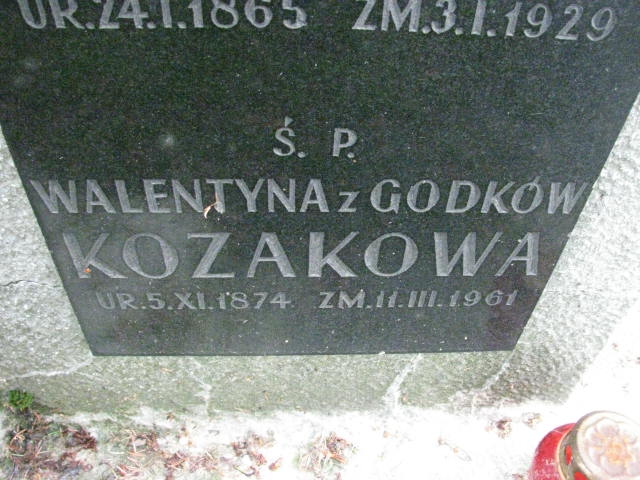 UR.24.I.1865 ZM.3.I.1929
Ś. P.
WALENTYNA z GODKÓW
KOZAKOWA
UR.5.XI.1874 ZM.11.III.1961